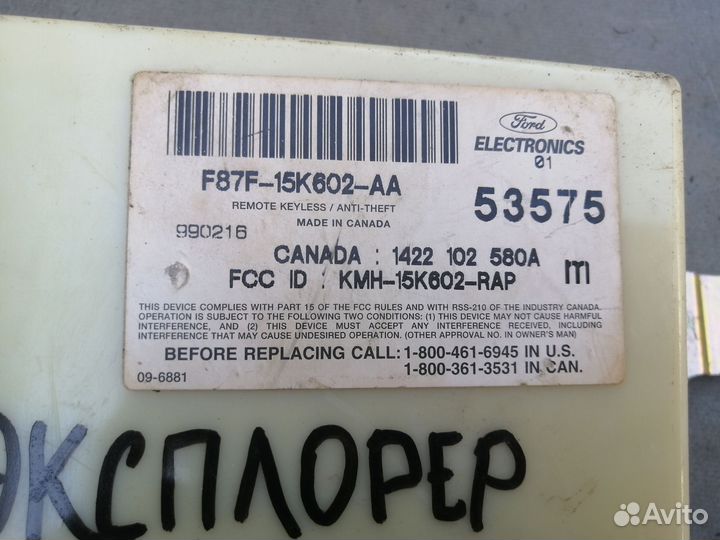 Ford
ELECTRONICS
01
F87F-15K602-AA
REMOTE KEYLESS / ANTI-THEFT
MADE IN CANADA
53575
990216
CANADA : 1422 102 580A
FCC ID : KMH-15K602-RAP
m
THIS DEVICE COMPLIES WITH PART 15 OF THE FCC RULES AND WITH RSS-210 OF THE INDUSTRY CANADA.
OPERATION IS SUBJECT TO THE FOLLOWING TWO CONDITIONS: (1) THIS DEVICE MAY NOT CAUSE HARMFUL
INTERFERENCE, AND (2) THIS DEVICE MUST ACCEPT ANY INTERFERENCE RECEIVED, INCLUDING
INTERFERENCE THAT MAY CAUSE UNDESIRED OPERATION. (OTHER APPROVAL NO. IN OWNER'S MAN)
BEFORE REPLACING CALL: 1-800-461-6945 IN U.S.
1-800-361-3531 IN CAN.
09-6881
ЭКСПЛОРЕР
Avito